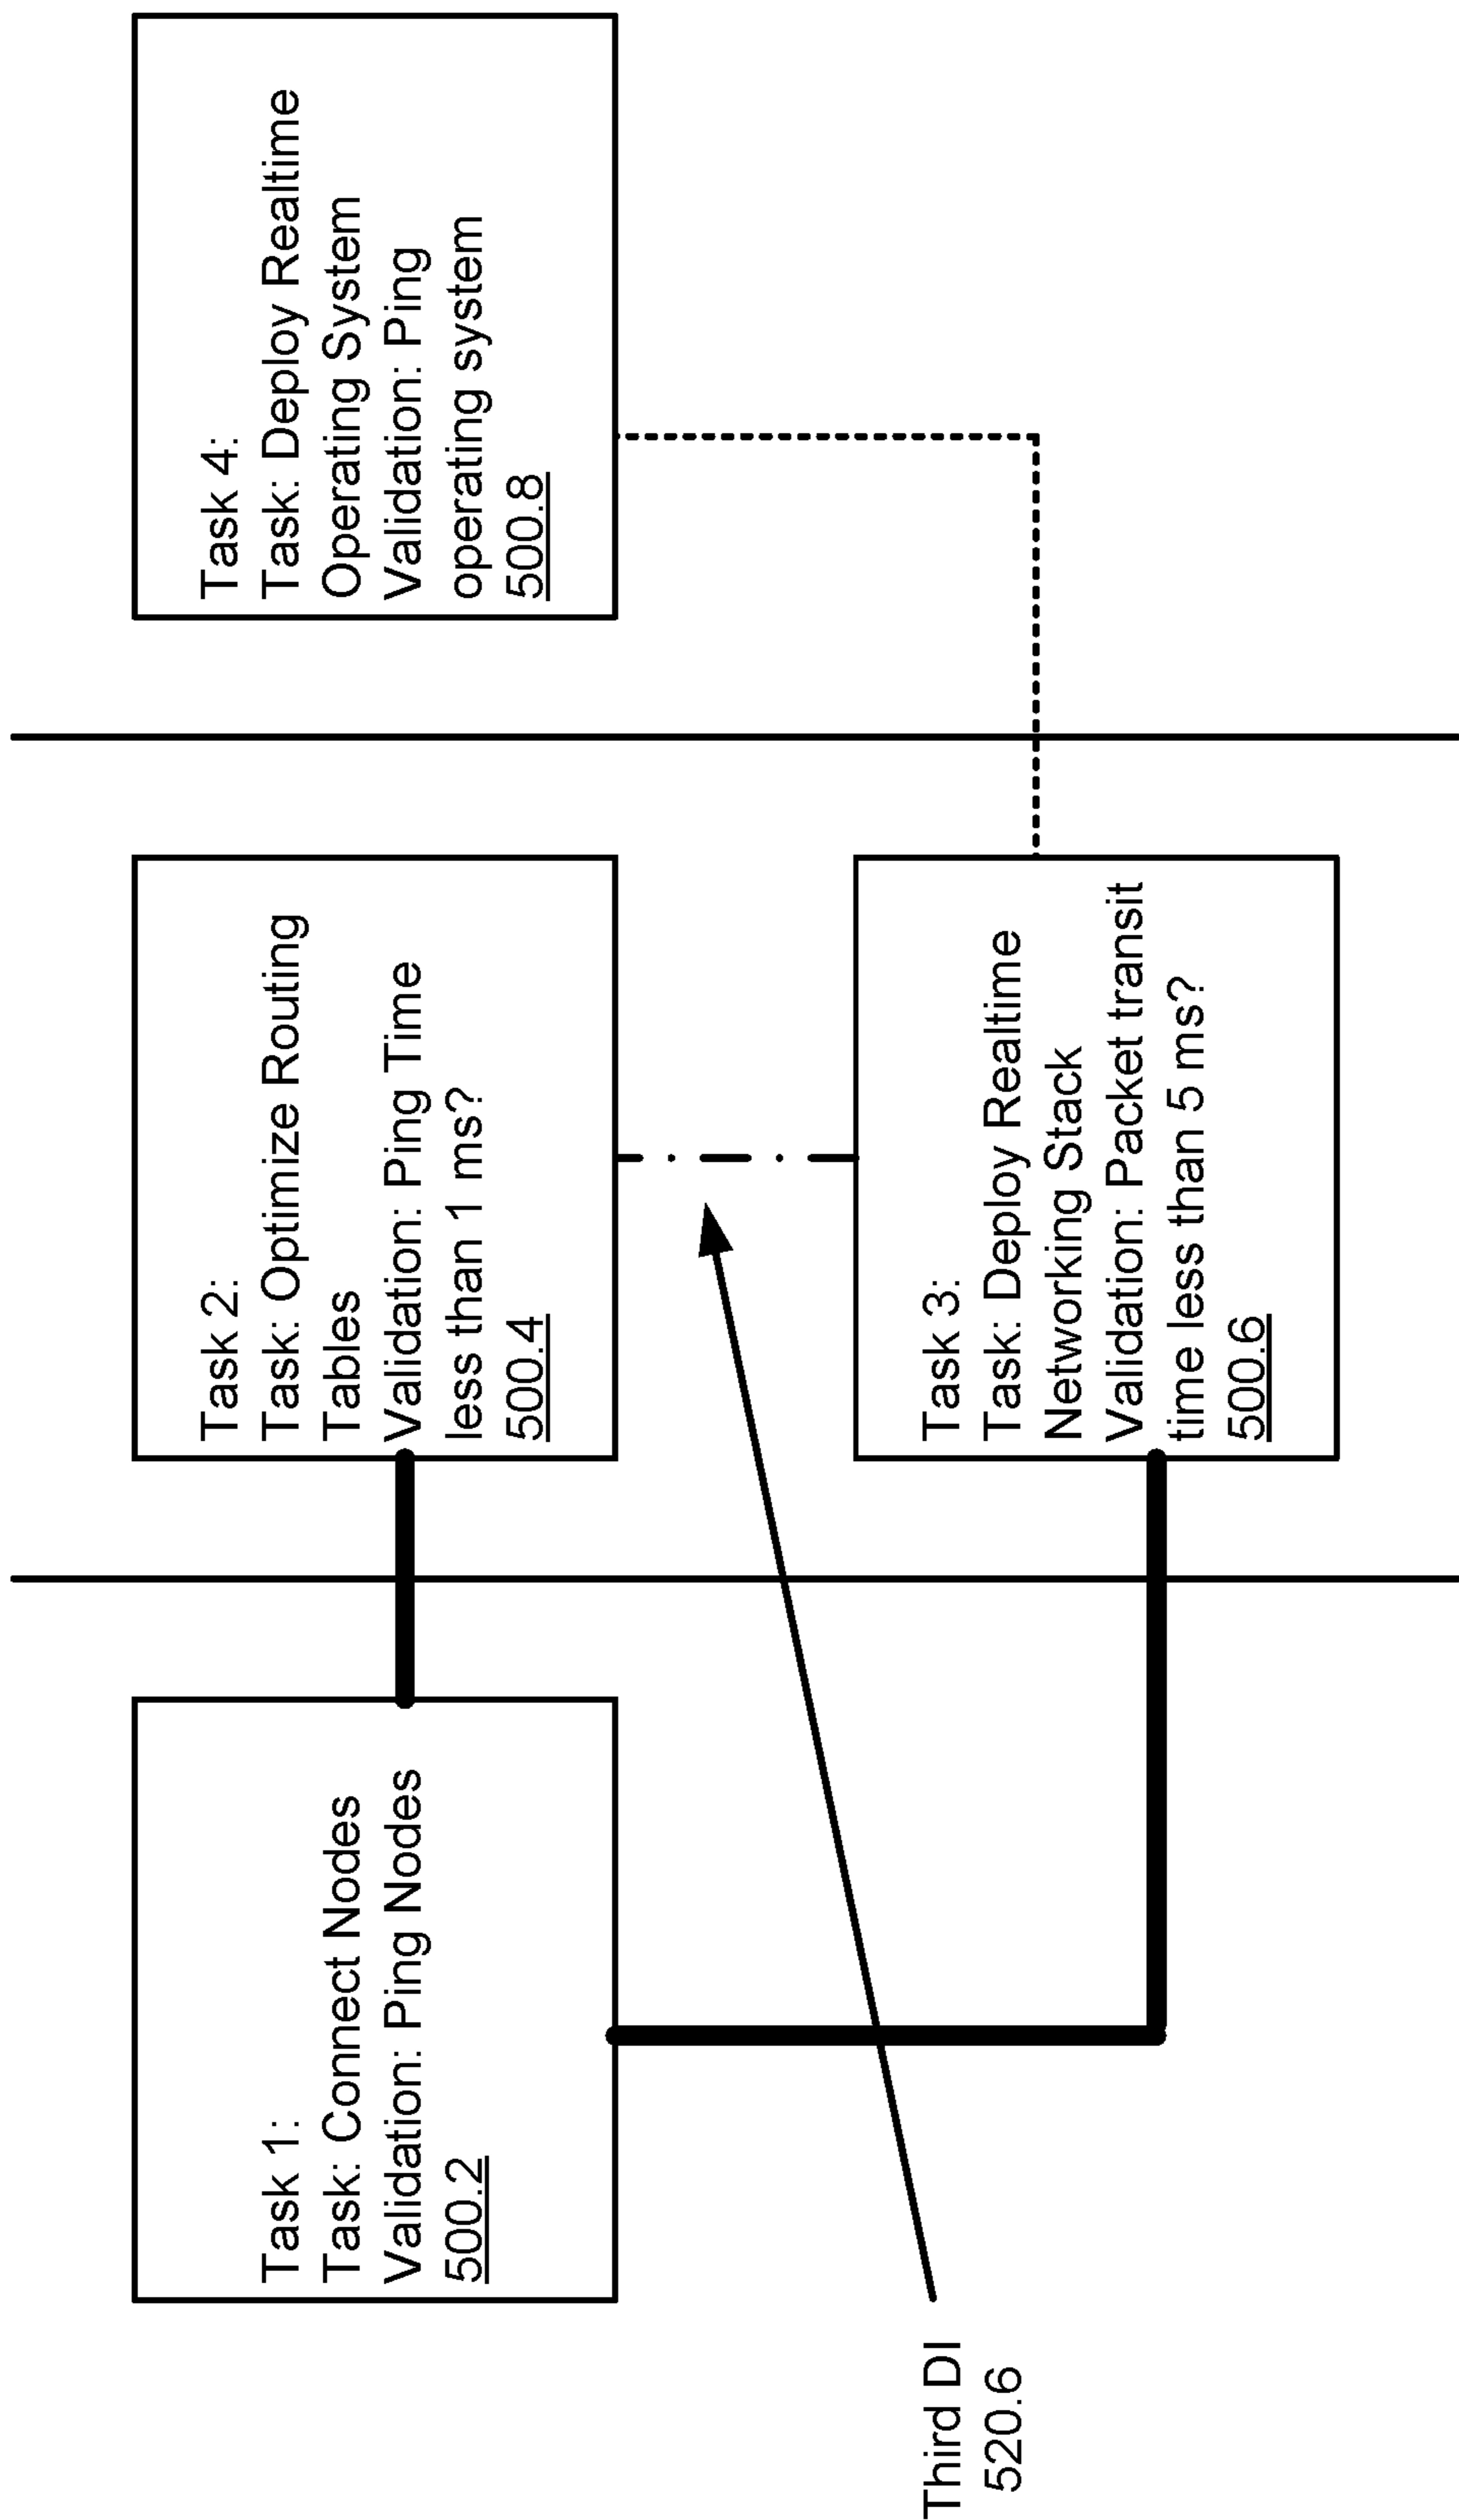 Task 1:
Task: Connect Nodes
Validation: Ping Nodes
500.2
Task 2:
Task: Optimize Routing
Tables
Validation: Ping Time
less than 1 ms?
500.4
Task 4:
Task: Deploy Realtime
Operating System
Validation: Ping
operating system
500.8
Third DI
520.6
Task 3:
Task: Deploy Realtime
Networking Stack
Validation: Packet transit
time less than 5 ms?
500.6